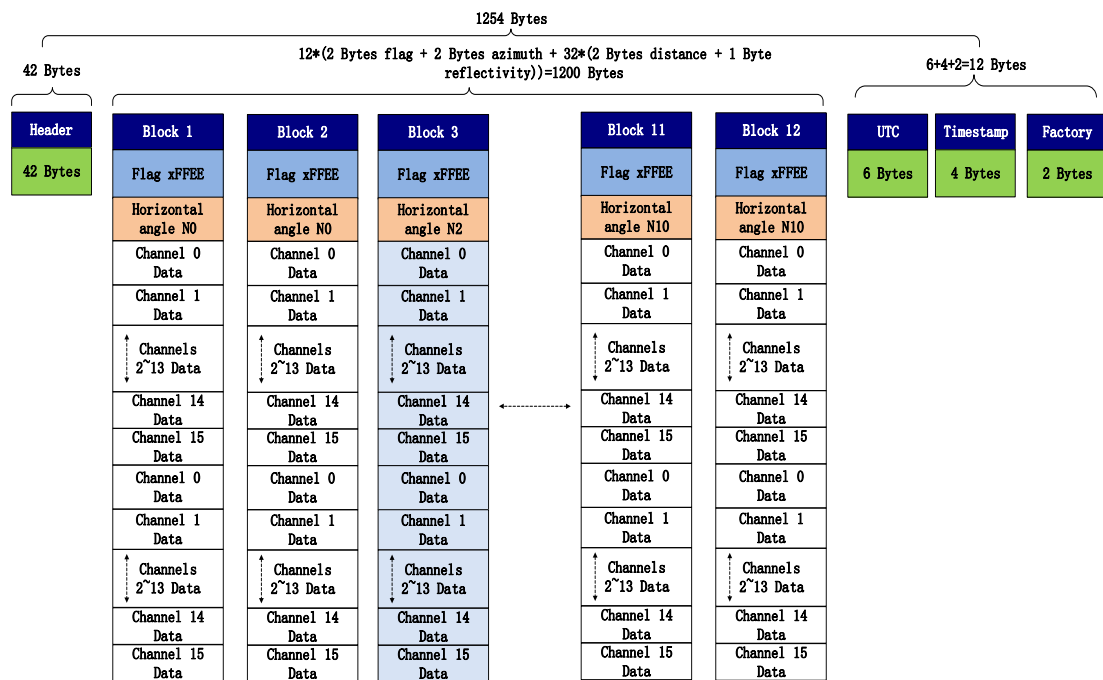 1254 Bytes
12*(2 Bytes flag + 2 Bytes azimuth + 32*(2 Bytes distance + 1 Byte
reflectivity))=1200 Bytes
42 Bytes
6+4+2=12 Bytes
Header
42 Bytes
Block 1
Flag xFFEE
Horizontal
angle N0
Channel 0
Data
Channel 1
Data
Channels
2~13 Data
Channel 14
Data
Channel 15
Data
Channel 0
Data
Channel 1
Data
Channels
2~13 Data
Channel 14
Data
Channel 15
Data
Block 2
Flag xFFEE
Horizontal
angle N0
Channel 0
Data
Channel 1
Data
Channels
2~13 Data
Channel 14
Data
Channel 15
Data
Channel 0
Data
Channel 1
Data
Channels
2~13 Data
Channel 14
Data
Channel 15
Data
Block 3
Flag xFFEE
Horizontal
angle N2
Channel 0
Data
Channel 1
Data
Channels
2~13 Data
Channel 14
Data
Channel 15
Data
Channel 0
Data
Channel 1
Data
Channels
2~13 Data
Channel 14
Data
Channel 15
Data
Block 11
Flag xFFEE
Horizontal
angle N10
Channel 0
Data
Channel 1
Data
Channels
2~13 Data
Channel 14
Data
Channel 15
Data
Channel 0
Data
Channel 1
Data
Channels
2~13 Data
Channel 14
Data
Channel 15
Data
Block 12
Flag xFFEE
Horizontal
angle N10
Channel 0
Data
Channel 1
Data
Channels
2~13 Data
Channel 14
Data
Channel 15
Data
Channel 0
Data
Channel 1
Data
Channels
2~13 Data
Channel 14
Data
Channel 15
Data
UTC
6 Bytes
Timestamp
4 Bytes
Factory
2 Bytes